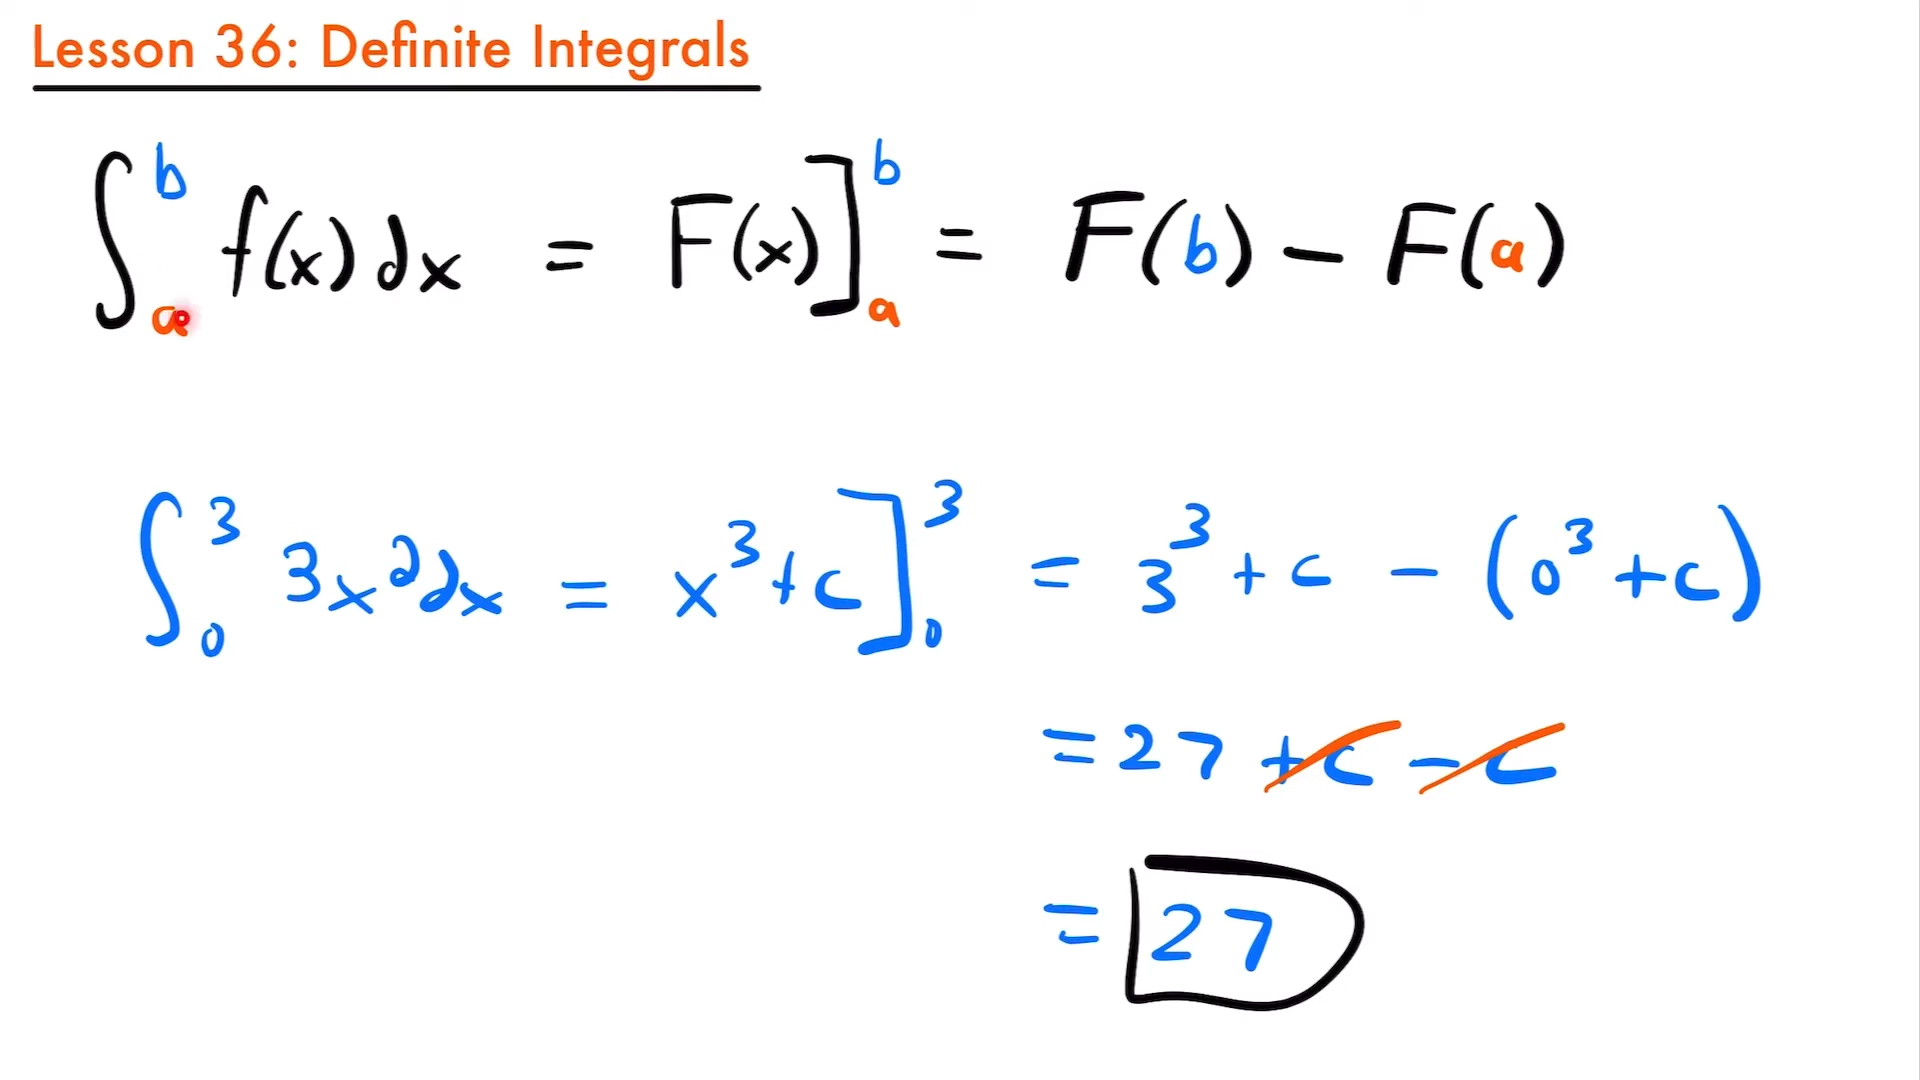 Lesson 36: Definite Integrals
∫ₐᵇ f(x) dx = F(x)]ₐᵇ = F(b) − F(a)
∫₀³ 3x² dx = x³ + c]₀³ = 3³ + c − (0³ + c)
= 27 + c − c
= 27